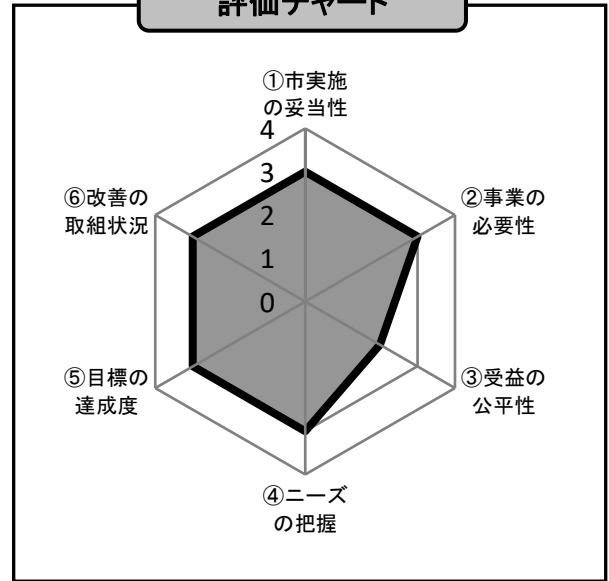 評価チャート
①市実施
の妥当性
4
3
2
1
0
②事業の
必要性
③受益の
公平性
④ニーズ
の把握
⑤目標の
達成度
⑥改善の
取組状況